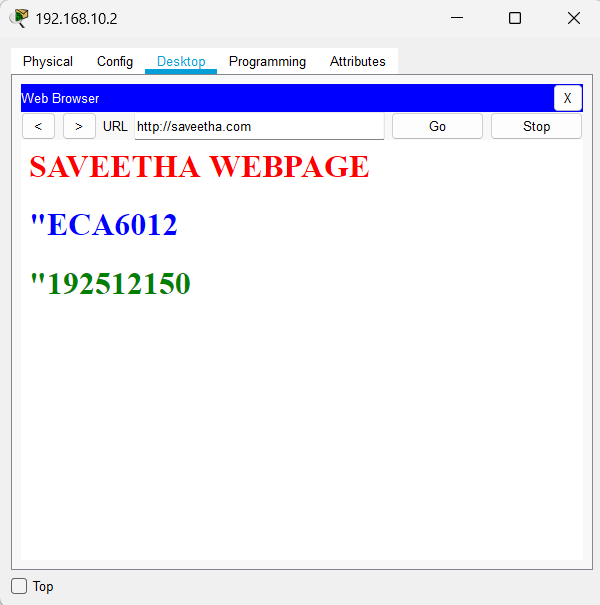 192.168.10.2
Physical Config Desktop Programming Attributes
Web Browser X
< > URL http://saveetha.com Go Stop
SAVEETHA WEBPAGE
"ECA6012
"192512150
Top